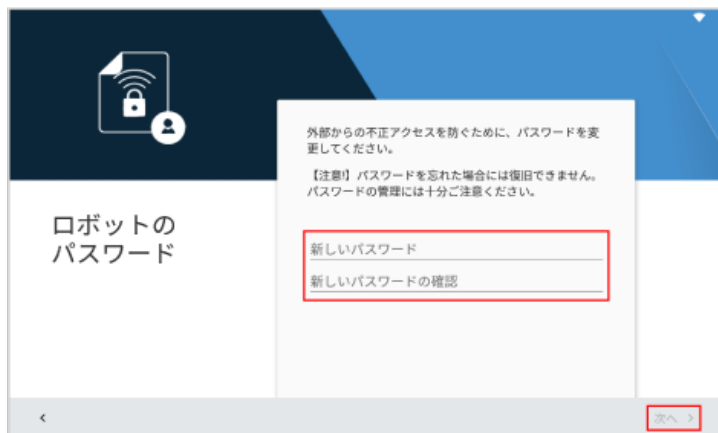 ロボットの
パスワード
外部からの不正アクセスを防ぐために、パスワードを変
更してください。
【注意!】パスワードを忘れた場合には復旧できません。
パスワードの管理には十分ご注意ください。
新しいパスワード
新しいパスワードの確認
次へ